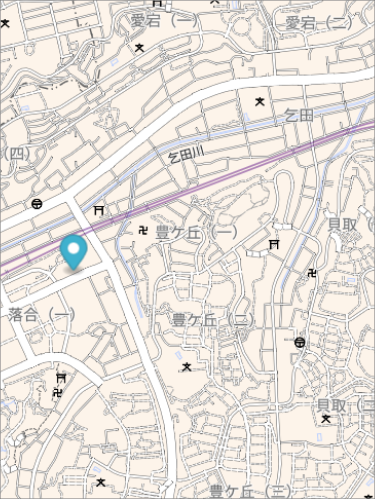 愛宕（一）
愛宕（二）
乞田
（四）
乞田川
貝取（
豊ケ丘（一）
落合（一）
豊ケ丘（二）
貝取（二
豊ケ丘（三）